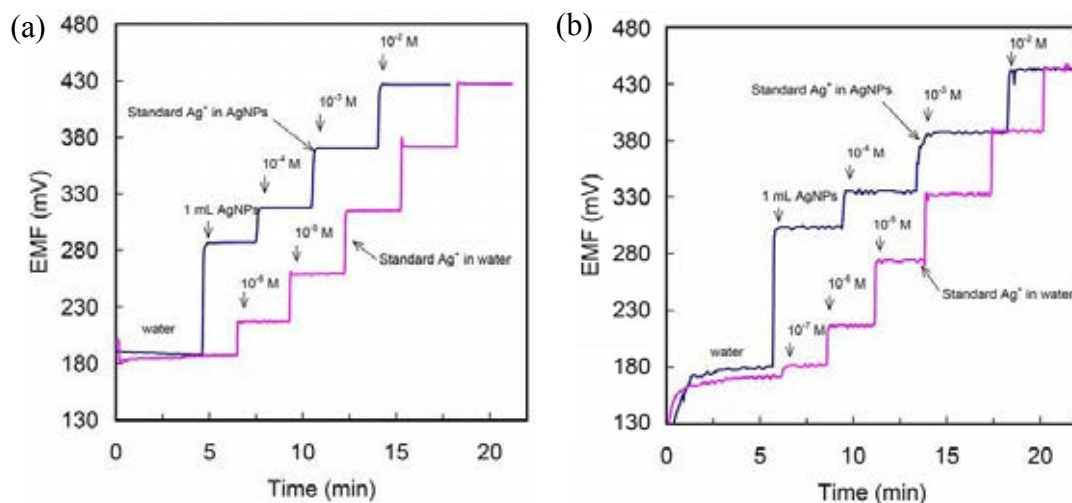 (a)
480
430
380
330
280
230
180
130
EMF (mV)
10⁻² M
10⁻³ M
Standard Ag⁺ in AgNPs
10⁻⁴ M
1 mL AgNPs
10⁻⁵ M
Standard Ag⁺ in water
10⁻⁶ M
water
0 5 10 15 20
Time (min)
(b)
480
430
380
330
280
230
180
130
EMF (mV)
10⁻² M
Standard Ag⁺ in AgNPs
10⁻³ M
10⁻⁴ M
1 mL AgNPs
10⁻⁵ M
Standard Ag⁺ in water
10⁻⁶ M
10⁻⁷ M
water
0 5 10 15 20
Time (min)